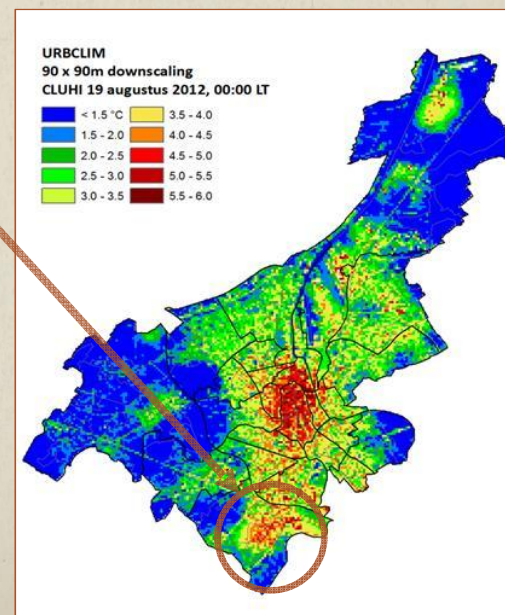 URBCLIM
90 x 90m downscaling
CLUHI 19 augustus 2012, 00:00 LT
< 1.5 °C
1.5 - 2.0
2.0 - 2.5
2.5 - 3.0
3.0 - 3.5
3.5 - 4.0
4.0 - 4.5
4.5 - 5.0
5.0 - 5.5
5.5 - 6.0